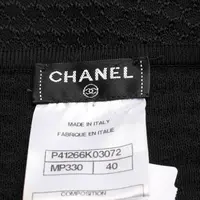 CHANEL
MADE IN ITALY
FABRIQUE EN ITALIE
P41266K03072
MP330 40
COMPOSITION